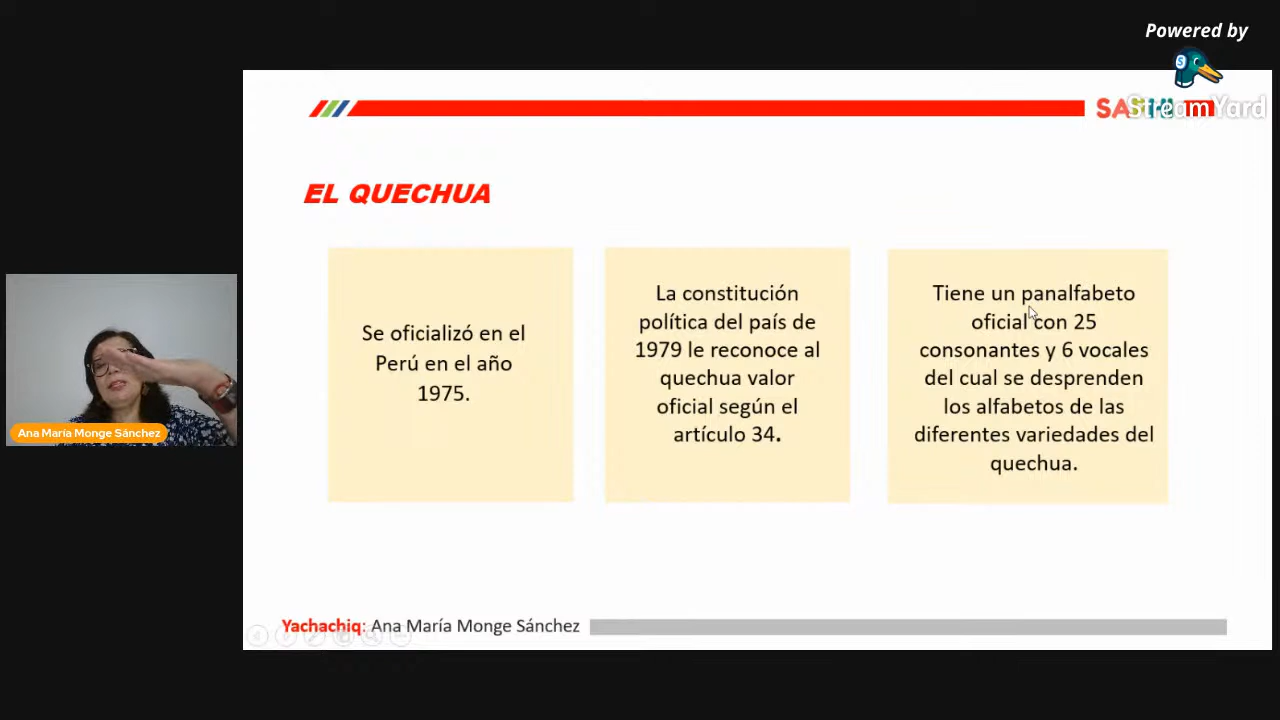 Powered by
StreamYard
EL QUECHUA
Se oficializó en el
Perú en el año
1975.
La constitución
política del país de
1979 le reconoce al
quechua valor
oficial según el
artículo 34.
Tiene un panalfabeto
oficial con 25
consonantes y 6 vocales
del cual se desprenden
los alfabetos de las
diferentes variedades del
quechua.
Ana María Monge Sánchez
Yachachiq: Ana María Monge Sánchez